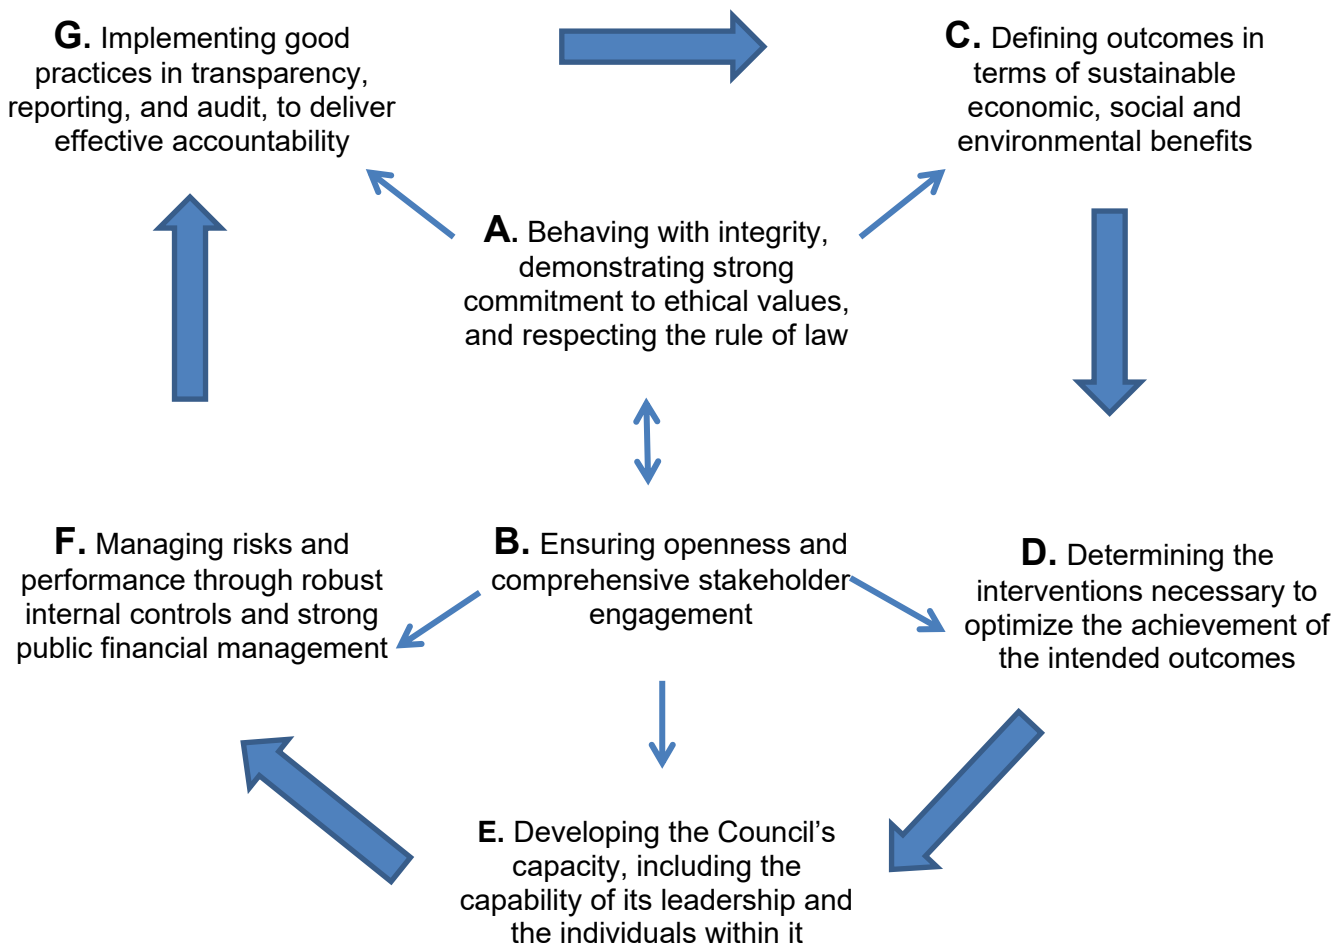 G. Implementing good
practices in transparency,
reporting, and audit, to deliver
effective accountability
C. Defining outcomes in
terms of sustainable
economic, social and
environmental benefits
A. Behaving with integrity,
demonstrating strong
commitment to ethical values,
and respecting the rule of law
F. Managing risks and
performance through robust
internal controls and strong
public financial management
B. Ensuring openness and
comprehensive stakeholder
engagement
D. Determining the
interventions necessary to
optimize the achievement of
the intended outcomes
E. Developing the Council’s
capacity, including the
capability of its leadership and
the individuals within it